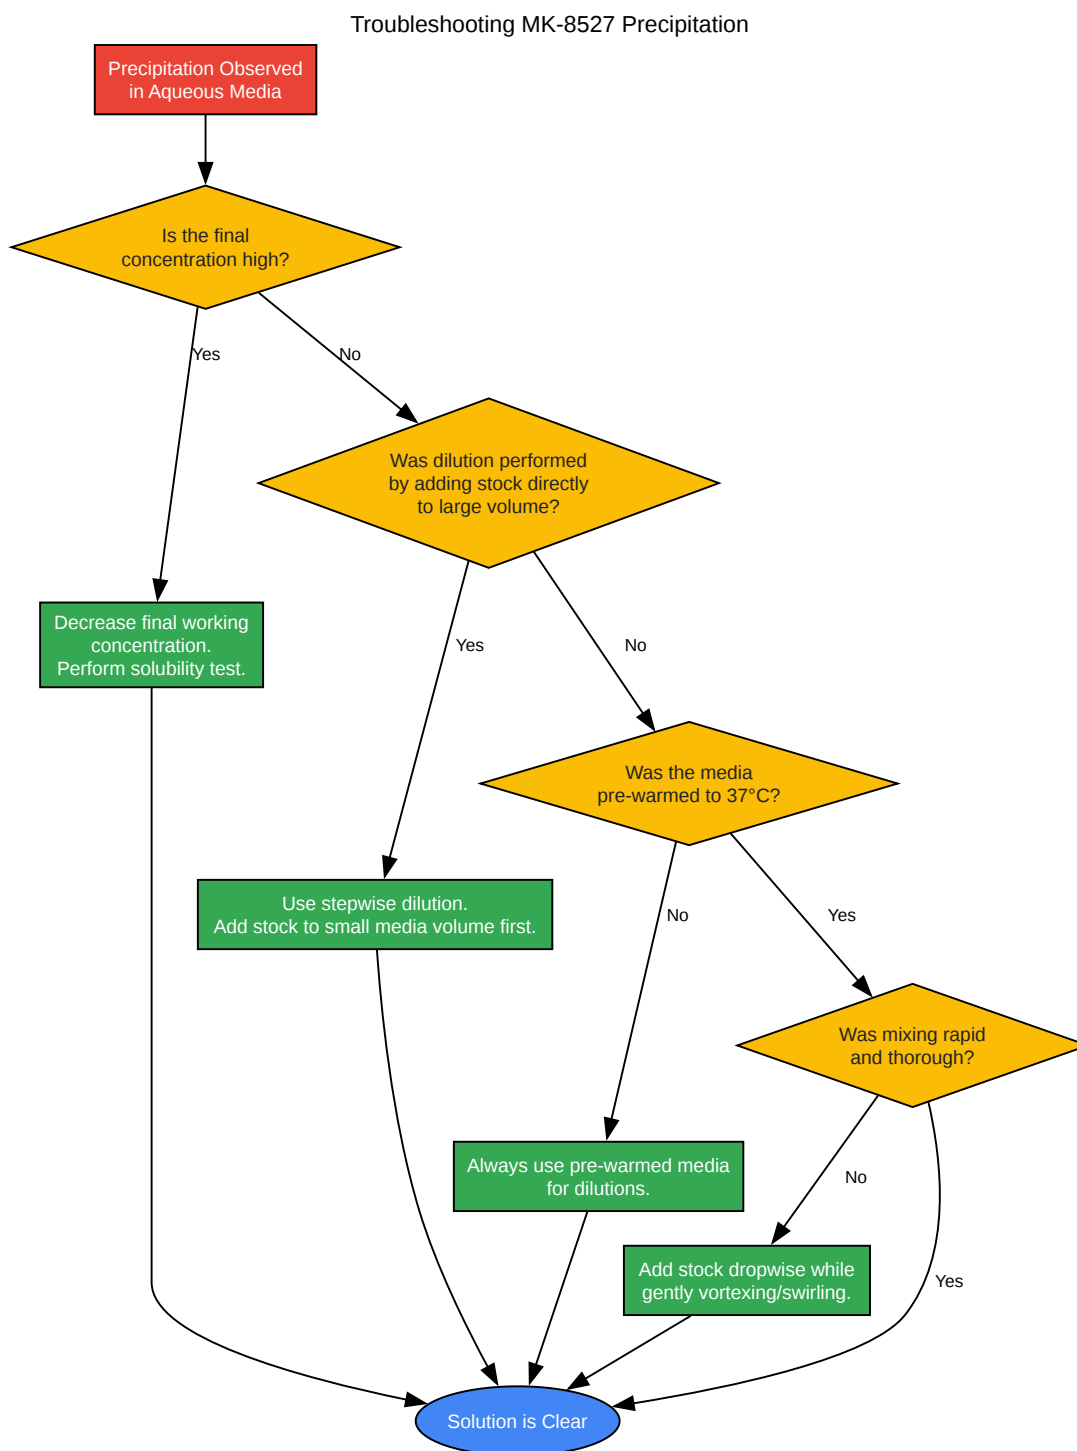 Troubleshooting MK-8527 Precipitation
Precipitation Observed
in Aqueous Media
Is the final
concentration high?
Yes
No
Was dilution performed
by adding stock directly
to large volume?
Decrease final working
concentration.
Perform solubility test.
Yes
No
Was the media
pre-warmed to 37°C?
Use stepwise dilution.
Add stock to small media volume first.
No
Yes
Was mixing rapid
and thorough?
Always use pre-warmed media
for dilutions.
No
Add stock dropwise while
gently vortexing/swirling.
Yes
Solution is Clear